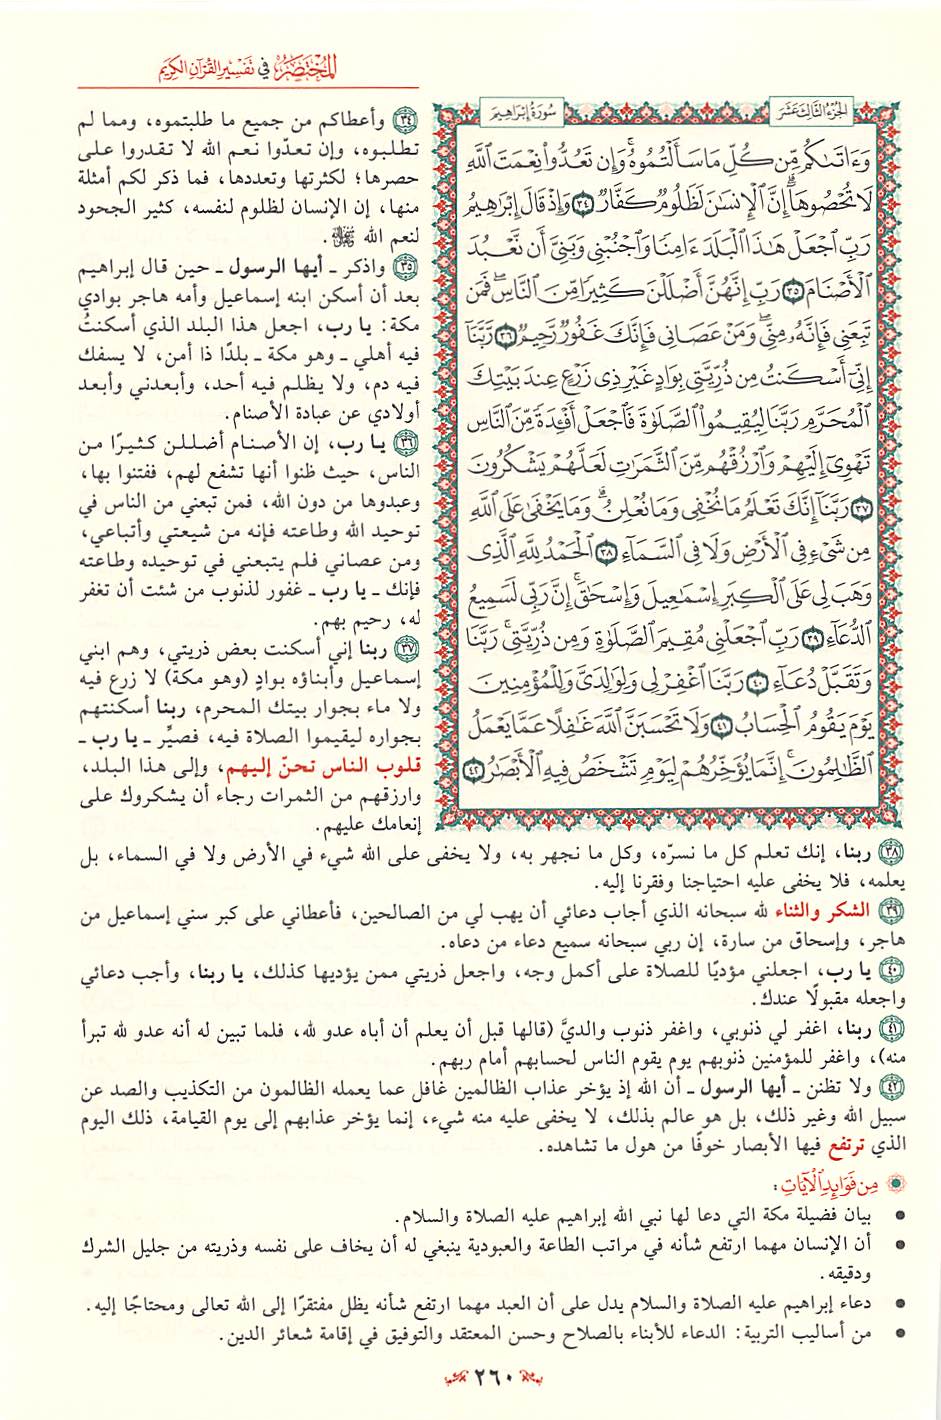 المختصر في تفسير القرآن الكريم
الجزء الثالث عشر
سورة إبراهيم
وَءَاتَىٰكُم مِّن كُلِّ مَا سَأَلْتُمُوهُ ۚ وَإِن تَعُدُّوا۟ نِعْمَتَ ٱللَّهِ
لَا تُحْصُوهَآ ۗ إِنَّ ٱلْإِنسَٰنَ لَظَلُومٌ كَفَّارٌ ٣٤ وَإِذْ قَالَ إِبْرَٰهِيمُ
رَبِّ ٱجْعَلْ هَٰذَا ٱلْبَلَدَ ءَامِنًا وَٱجْنُبْنِى وَبَنِىَّ أَن نَّعْبُدَ
ٱلْأَصْنَامَ ٣٥ رَبِّ إِنَّهُنَّ أَضْلَلْنَ كَثِيرًا مِّنَ ٱلنَّاسِ ۖ فَمَن
تَبِعَنِى فَإِنَّهُۥ مِنِّى ۖ وَمَنْ عَصَانِى فَإِنَّكَ غَفُورٌ رَّحِيمٌ ٣٦ رَّبَّنَآ
إِنِّىٓ أَسْكَنتُ مِن ذُرِّيَّتِى بِوَادٍ غَيْرِ ذِى زَرْعٍ عِندَ بَيْتِكَ
ٱلْمُحَرَّمِ رَبَّنَا لِيُقِيمُوا۟ ٱلصَّلَوٰةَ فَٱجْعَلْ أَفْـِٔدَةً مِّنَ ٱلنَّاسِ
تَهْوِىٓ إِلَيْهِمْ وَٱرْزُقْهُم مِّنَ ٱلثَّمَرَٰتِ لَعَلَّهُمْ يَشْكُرُونَ
٣٧ رَبَّنَآ إِنَّكَ تَعْلَمُ مَا نُخْفِى وَمَا نُعْلِنُ ۗ وَمَا يَخْفَىٰ عَلَى ٱللَّهِ
مِن شَىْءٍ فِى ٱلْأَرْضِ وَلَا فِى ٱلسَّمَآءِ ٣٨ ٱلْحَمْدُ لِلَّهِ ٱلَّذِى
وَهَبَ لِى عَلَى ٱلْكِبَرِ إِسْمَٰعِيلَ وَإِسْحَٰقَ ۚ إِنَّ رَبِّى لَسَمِيعُ
ٱلدُّعَآءِ ٣٩ رَبِّ ٱجْعَلْنِى مُقِيمَ ٱلصَّلَوٰةِ وَمِن ذُرِّيَّتِى ۚ رَبَّنَا
وَتَقَبَّلْ دُعَآءِ ٤٠ رَبَّنَا ٱغْفِرْ لِى وَلِوَٰلِدَىَّ وَلِلْمُؤْمِنِينَ
يَوْمَ يَقُومُ ٱلْحِسَابُ ٤١ وَلَا تَحْسَبَنَّ ٱللَّهَ غَٰفِلًا عَمَّا يَعْمَلُ
ٱلظَّٰلِمُونَ ۚ إِنَّمَا يُؤَخِّرُهُمْ لِيَوْمٍ تَشْخَصُ فِيهِ ٱلْأَبْصَٰرُ ٤٢
٣٤ وأعطاكم من جميع ما طلبتموه، ومما لم
تطلبوه، وإن تعدّوا نعم الله لا تقدروا على
حصرها؛ لكثرتها وتعددها، فما ذكر لكم أمثلة
منها، إن الإنسان لظلوم لنفسه، كثير الجحود
لنعم الله ﷻ.
٣٥ واذكر ـ أيها الرسول ـ حين قال إبراهيم
بعد أن أسكن ابنه إسماعيل وأمه هاجر بوادي
مكة: يا رب، اجعل هذا البلد الذي أسكنتُ
فيه أهلي ـ وهو مكة ـ بلدًا ذا أمن، لا يسفك
فيه دم، ولا يظلم فيه أحد، وأبعدني وأبعد
أولادي عن عبادة الأصنام.
٣٦ يا رب، إن الأصنام أضللن كثيرًا من
الناس، حيث ظنوا أنها تشفع لهم، ففتنوا بها،
وعبدوها من دون الله، فمن تبعني من الناس في
توحيد الله وطاعته فإنه من شيعتي وأتباعي،
ومن عصاني فلم يتبعني في توحيده وطاعته
فإنك ـ يا رب ـ غفور لذنوب من شئت أن تغفر
له، رحيم بهم.
٣٧ ربنا إني أسكنت بعض ذريتي، وهم ابني
إسماعيل وأبناؤه بوادٍ (وهو مكة) لا زرع فيه
ولا ماء بجوار بيتك المحرم، ربنا أسكنتهم
بجواره ليقيموا الصلاة فيه، فصيِّر ـ يا رب ـ
قلوب الناس تحنّ إليهم، وإلى هذا البلد،
وارزقهم من الثمرات رجاء أن يشكروك على
إنعامك عليهم.
٣٨ ربنا، إنك تعلم كل ما نسرّه، وكل ما نجهر به، ولا يخفى على الله شيء في الأرض ولا في السماء، بل
يعلمه، فلا يخفى عليه احتياجنا وفقرنا إليه.
٣٩ الشكر والثناء لله سبحانه الذي أجاب دعائي أن يهب لي من الصالحين، فأعطاني على كبر سني إسماعيل من
هاجر، وإسحاق من سارة، إن ربي سبحانه سميع دعاء من دعاه.
٤٠ يا رب، اجعلني مؤديًا للصلاة على أكمل وجه، واجعل ذريتي ممن يؤديها كذلك، يا ربنا، وأجب دعائي
واجعله مقبولًا عندك.
٤١ ربنا، اغفر لي ذنوبي، واغفر ذنوب والديَّ (قالها قبل أن يعلم أن أباه عدو لله، فلما تبين له أنه عدو لله تبرأ
منه)، واغفر للمؤمنين ذنوبهم يوم يقوم الناس لحسابهم أمام ربهم.
٤٢ ولا تظنن ـ أيها الرسول ـ أن الله إذ يؤخر عذاب الظالمين غافل عما يعمله الظالمون من التكذيب والصد عن
سبيل الله وغير ذلك، بل هو عالم بذلك، لا يخفى عليه منه شيء، إنما يؤخر عذابهم إلى يوم القيامة، ذلك اليوم
الذي ترتفع فيها الأبصار خوفًا من هول ما تشاهده.
من فوائد الآيات:
• بيان فضيلة مكة التي دعا لها نبي الله إبراهيم عليه الصلاة والسلام.
• أن الإنسان مهما ارتفع شأنه في مراتب الطاعة والعبودية ينبغي له أن يخاف على نفسه وذريته من جليل الشرك
ودقيقه.
• دعاء إبراهيم عليه الصلاة والسلام يدل على أن العبد مهما ارتفع شأنه يظل مفتقرًا إلى الله تعالى ومحتاجًا إليه.
• من أساليب التربية: الدعاء للأبناء بالصلاح وحسن المعتقد والتوفيق في إقامة شعائر الدين.
٢٦٠